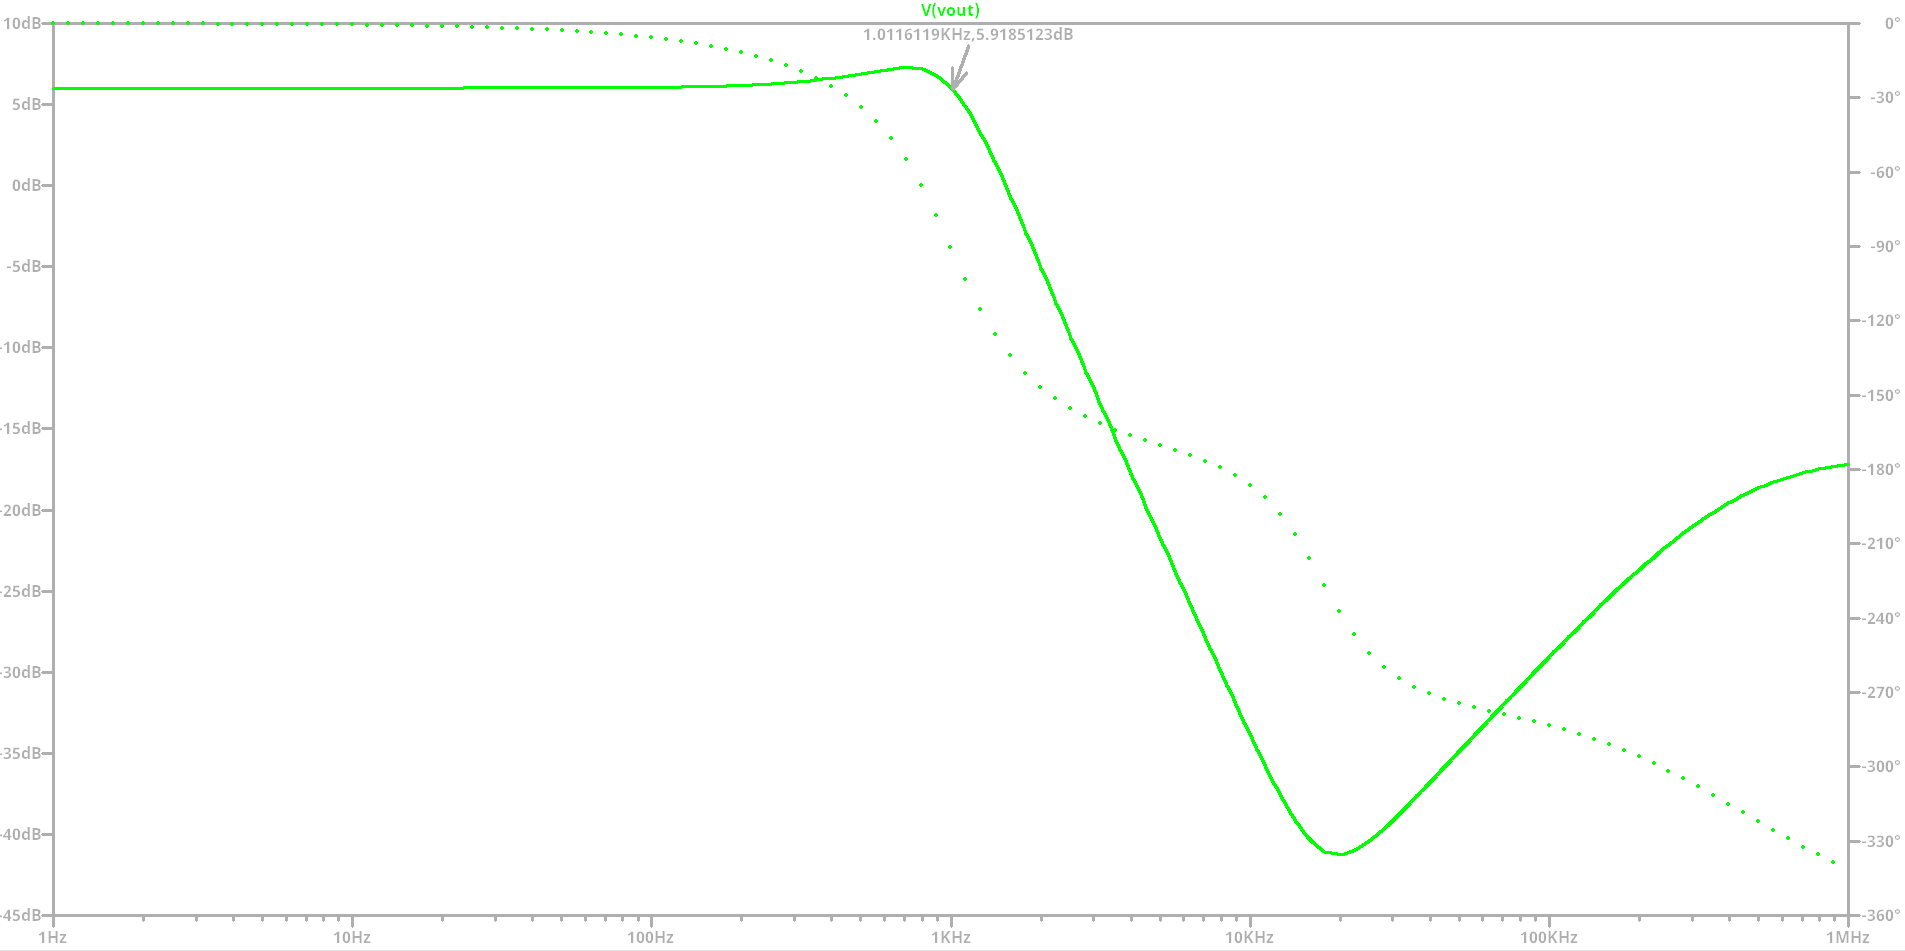 V(vout)
1.0116119KHz,5.9185123dB
10dB
5dB
0dB
-5dB
-10dB
-15dB
-20dB
-25dB
-30dB
-35dB
-40dB
-45dB
0°
-30°
-60°
-90°
-120°
-150°
-180°
-210°
-240°
-270°
-300°
-330°
-360°
1Hz 10Hz 100Hz 1KHz 10KHz 100KHz 1MHz